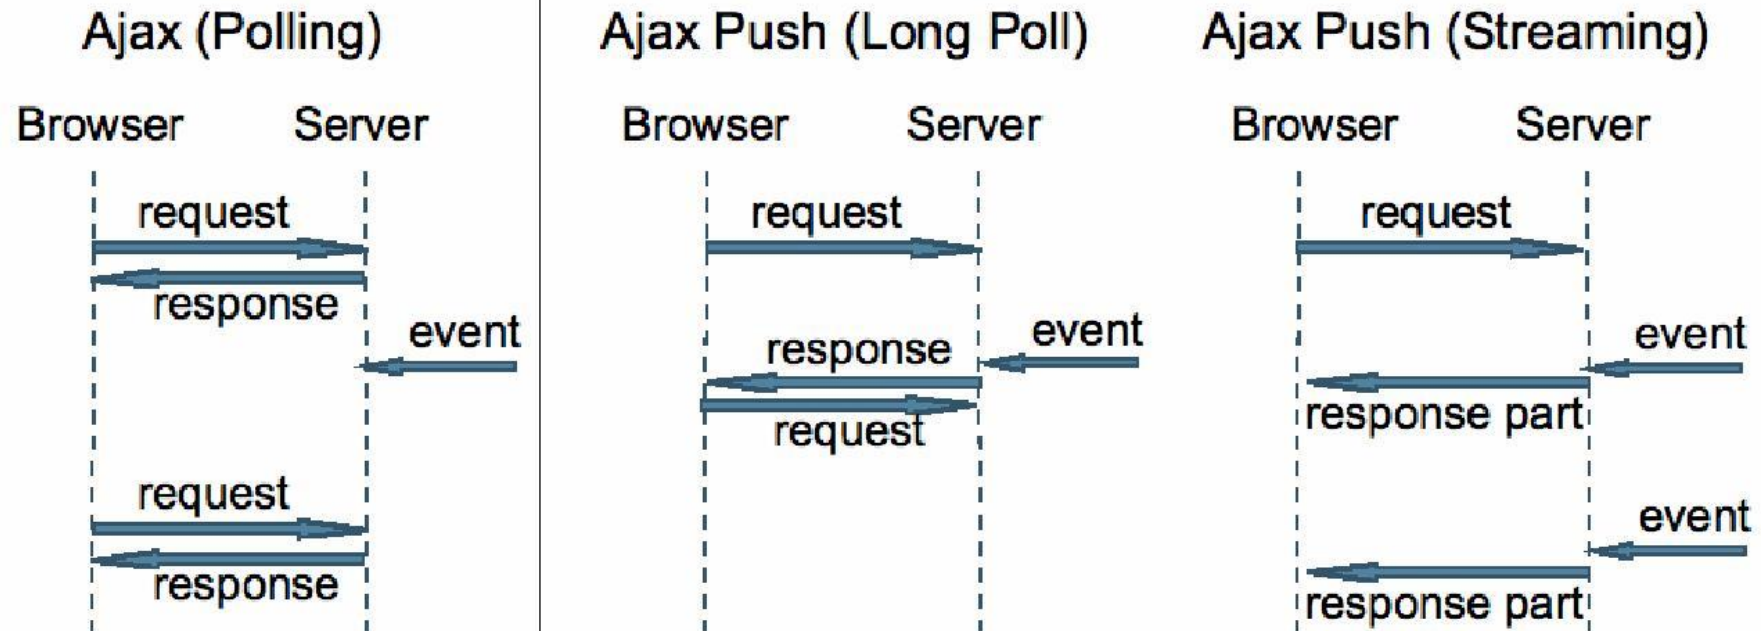 Ajax (Polling)
Browser Server
request
response
event
request
response
Ajax Push (Long Poll)
Browser Server
request
event
response
request
Ajax Push (Streaming)
Browser Server
request
event
response part
event
response part